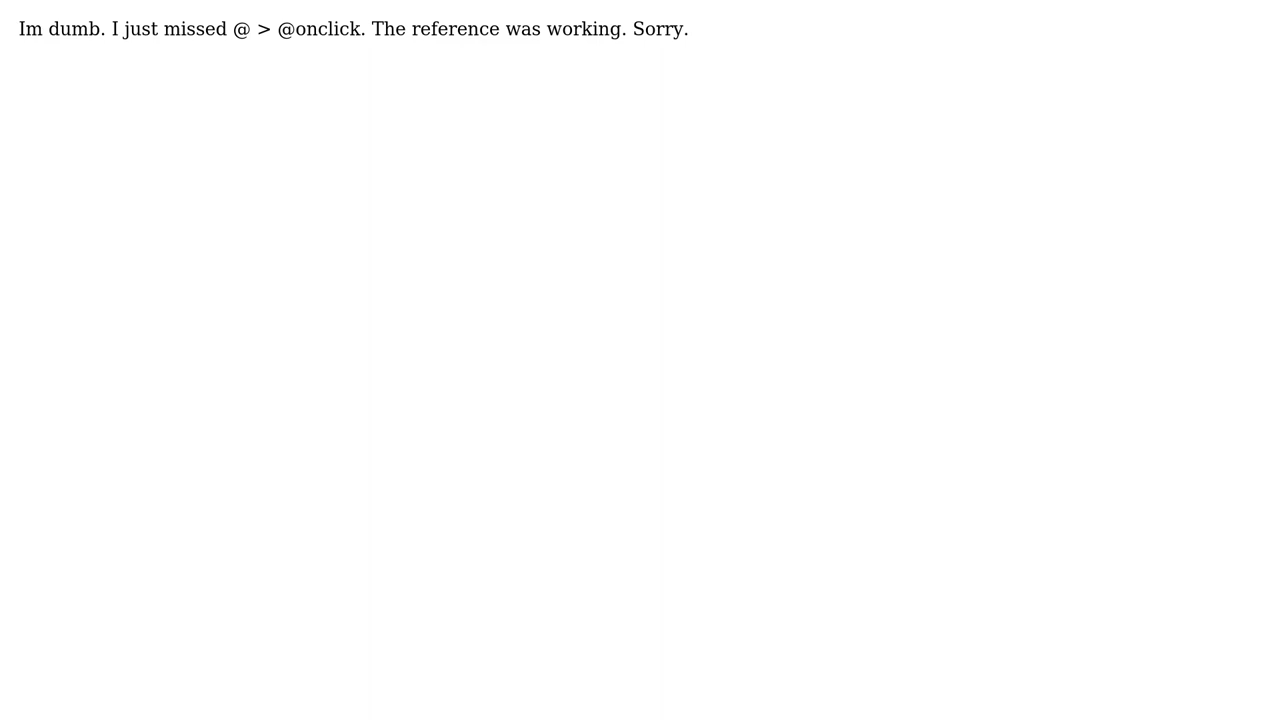 Im dumb. I just missed @ > @onclick. The reference was working. Sorry.